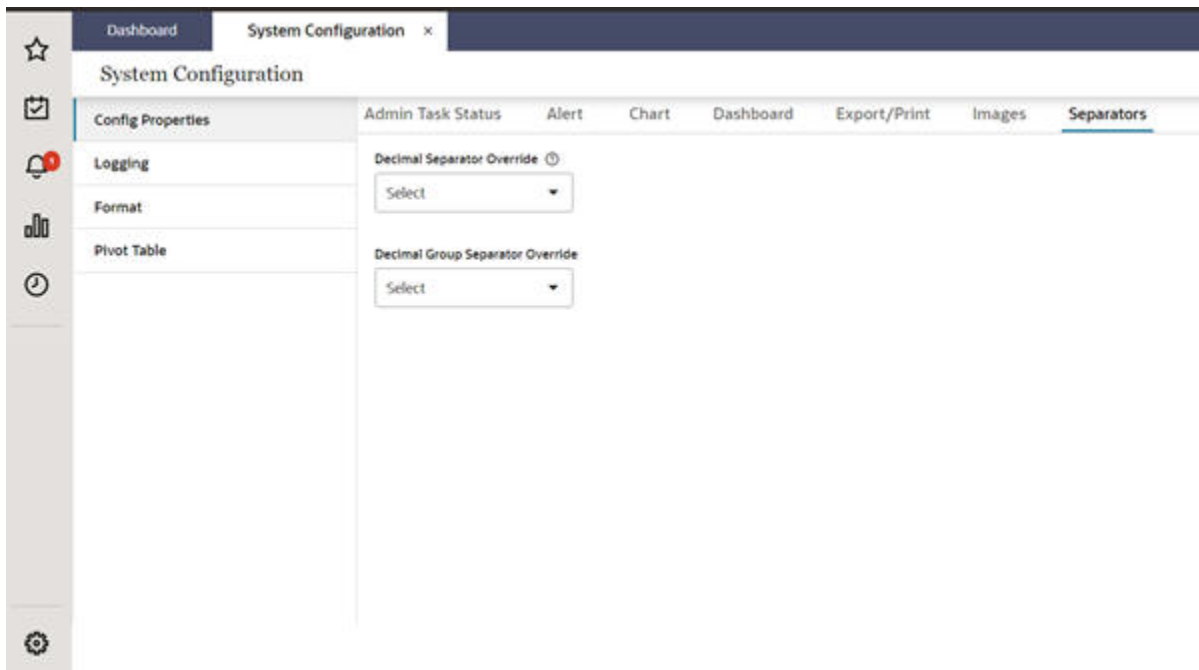 Dashboard System Configuration ×
System Configuration
Config Properties
Logging
Format
Pivot Table
Admin Task Status Alert Chart Dashboard Export/Print Images Separators
Decimal Separator Override ?
Select
Decimal Group Separator Override
Select